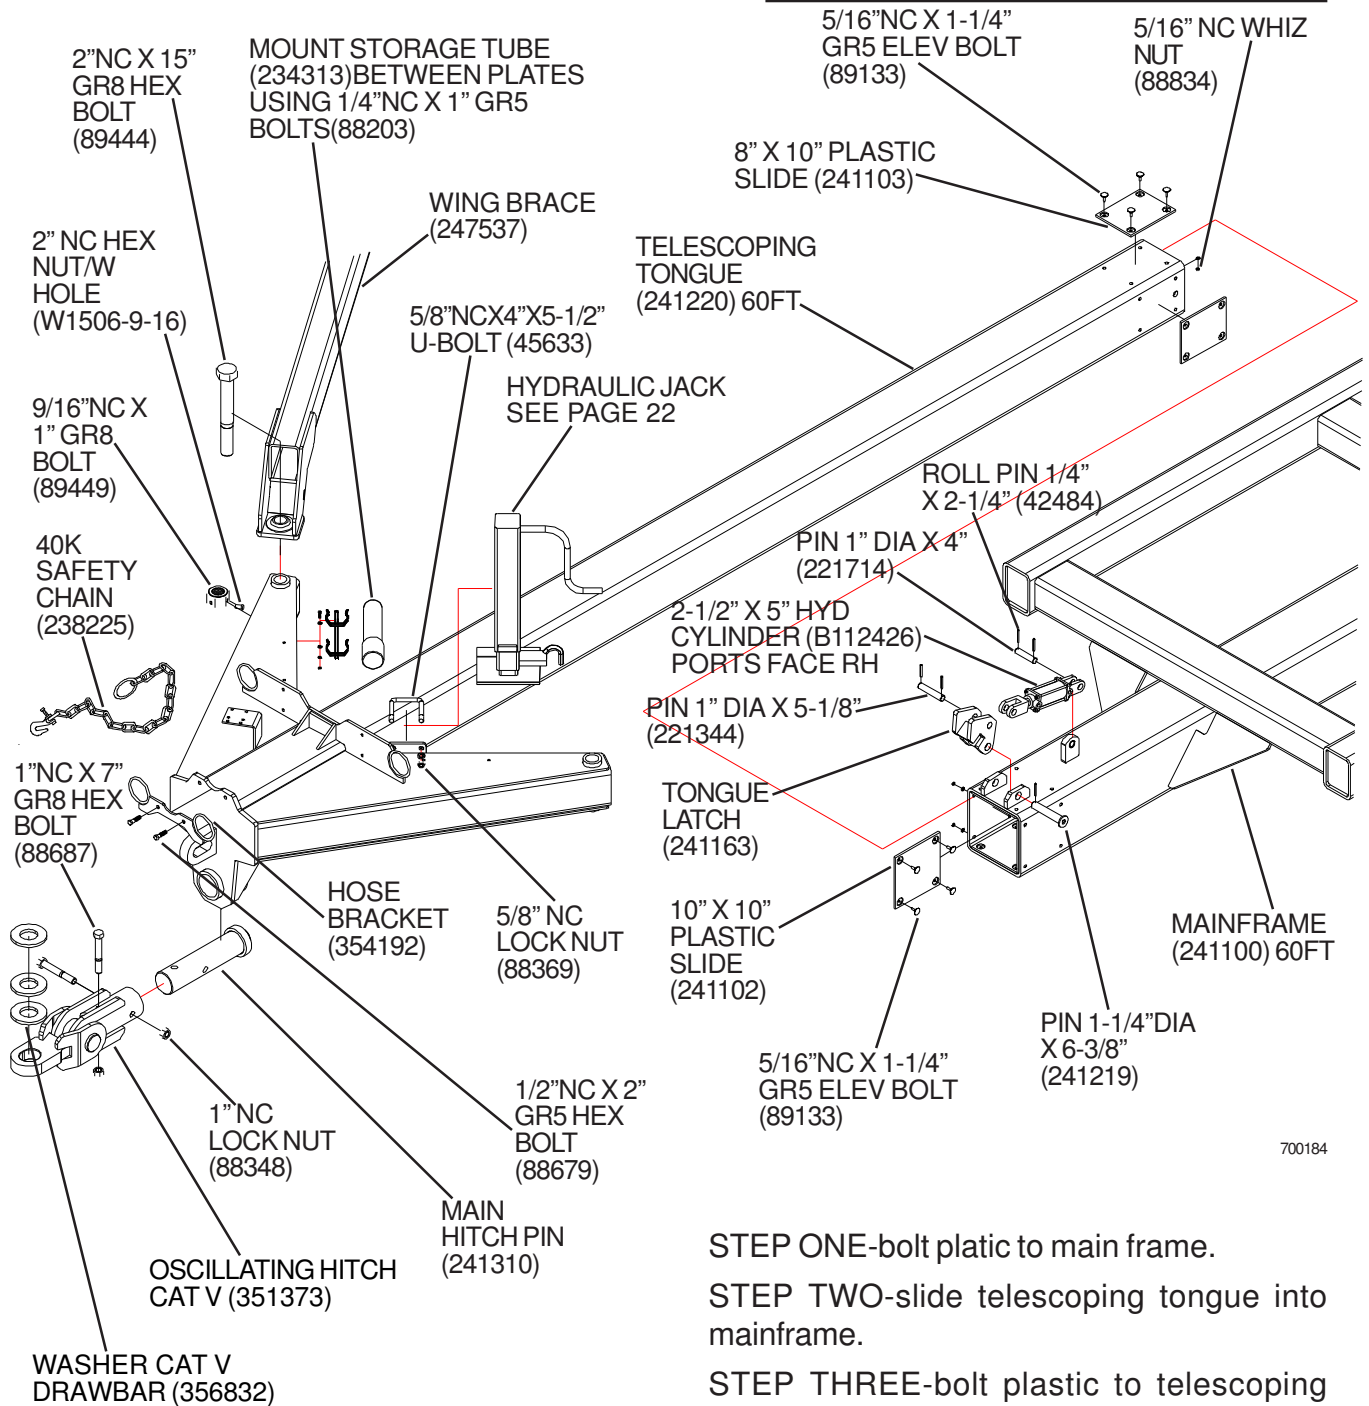 2”NC X 15”
GR8 HEX
BOLT
(89444)
MOUNT STORAGE TUBE
(234313)BETWEEN PLATES
USING 1/4”NC X 1” GR5
BOLTS(88203)
5/16”NC X 1-1/4”
GR5 ELEV BOLT
(89133)
5/16” NC WHIZ
NUT
(88834)
8” X 10” PLASTIC
SLIDE (241103)
WING BRACE
(247537)
2” NC HEX
NUT/W
HOLE
(W1506-9-16)
TELESCOPING
TONGUE
(241220) 60FT
5/8”NCX4”X5-1/2”
U-BOLT (45633)
HYDRAULIC JACK
SEE PAGE 22
9/16”NC X
1” GR8
BOLT
(89449)
ROLL PIN 1/4”
X 2-1/4” (42484)
PIN 1” DIA X 4”
(221714)
40K
SAFETY
CHAIN
(238225)
2-1/2” X 5” HYD
CYLINDER (B112426)
PORTS FACE RH
PIN 1” DIA X 5-1/8”
(221344)
1”NC X 7”
GR8 HEX
BOLT
(88687)
TONGUE
LATCH
(241163)
HOSE
BRACKET
(354192)
5/8” NC
LOCK NUT
(88369)
10” X 10”
PLASTIC
SLIDE
(241102)
MAINFRAME
(241100) 60FT
PIN 1-1/4”DIA
X 6-3/8”
(241219)
5/16”NC X 1-1/4”
GR5 ELEV BOLT
(89133)
1/2”NC X 2”
GR5 HEX
BOLT
(88679)
1” NC
LOCK NUT
(88348)
700184
MAIN
HITCH PIN
(241310)
OSCILLATING HITCH
CAT V (351373)
WASHER CAT V
DRAWBAR (356832)
STEP ONE-bolt platic to main frame.
STEP TWO-slide telescoping tongue into
mainframe.
STEP THREE-bolt plastic to telescoping